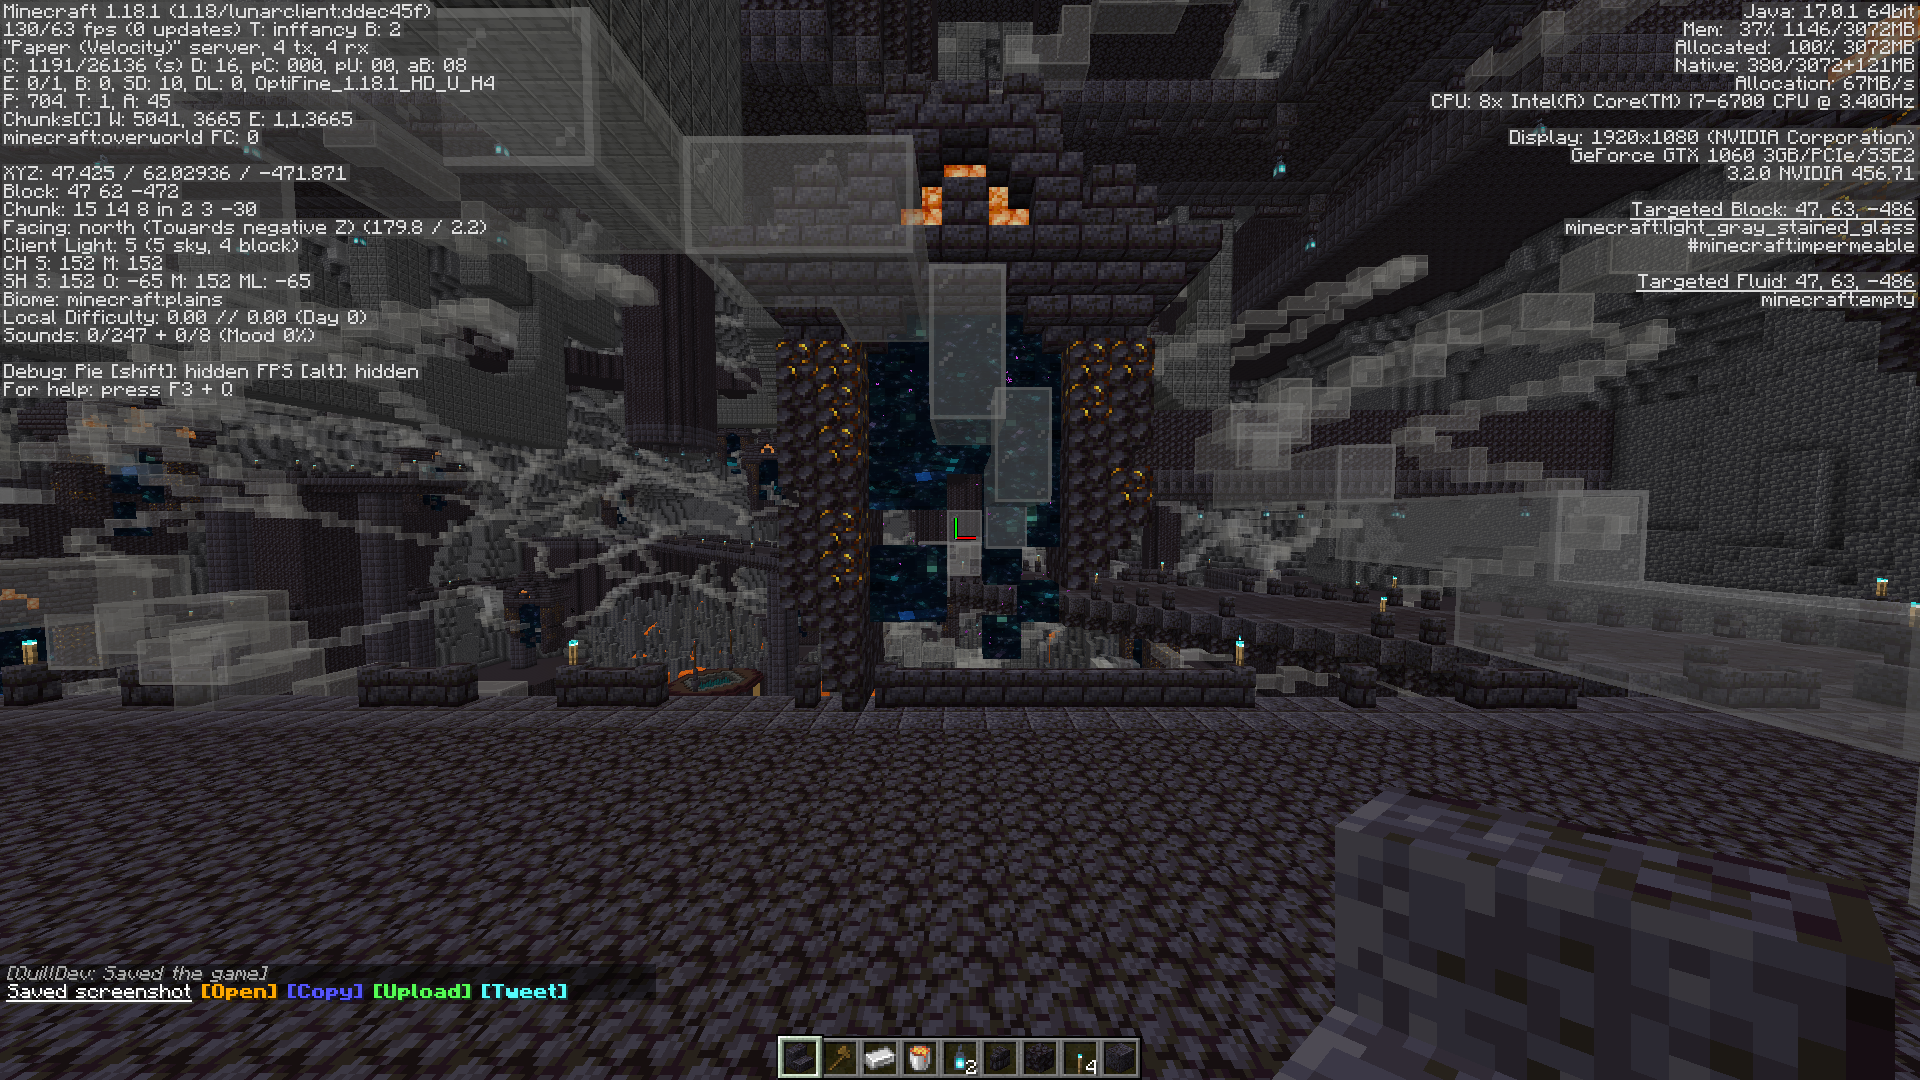 Minecraft 1.18.1 (1.18/lunarclient:ddec45f)
130/63 fps (0 updates) T: inffancy B: 2
"Paper (Velocity)" server, 4 tx, 4 rx
C: 1191/26136 (s) D: 16, pC: 000, pU: 00, aB: 08
E: 0/1, B: 0, SD: 10, DL: 0, OptiFine_1.18.1_HD_U_H4
P: 704. T: 1, A: 45
Chunks[C] W: 5041, 3665 E: 1,1,3665
minecraft:overworld FC: 0
XYZ: 47.425 / 62.02936 / -471.871
Block: 47 62 -472
Chunk: 15 14 8 in 2 3 -30
Facing: north (Towards negative Z) (179.8 / 2.2)
Client Light: 5 (5 sky, 4 block)
CH S: 152 M: 152
SH S: 152 O: -65 M: 152 ML: -65
Biome: minecraft:plains
Local Difficulty: 0.00 // 0.00 (Day 0)
Sounds: 0/247 + 0/8 (Mood 0%)
Debug: Pie [shift]: hidden FPS [alt]: hidden
For help: press F3 + Q
Java: 17.0.1 64bit
Mem: 37% 1146/3072MB
Allocated: 100% 3072MB
Native: 380/3072+121MB
Allocation: 67MB/s
CPU: 8x Intel(R) Core(TM) i7-6700 CPU @ 3.40GHz
Display: 1920x1080 (NVIDIA Corporation)
GeForce GTX 1060 3GB/PCIe/SSE2
3.2.0 NVIDIA 456.71
Targeted Block: 47, 63, -486
minecraft:light_gray_stained_glass
#minecraft:impermeable
Targeted Fluid: 47, 63, -486
minecraft:empty
[QuillDev: Saved the game]
Saved screenshot [Open] [Copy] [Upload] [Tweet]
2
4